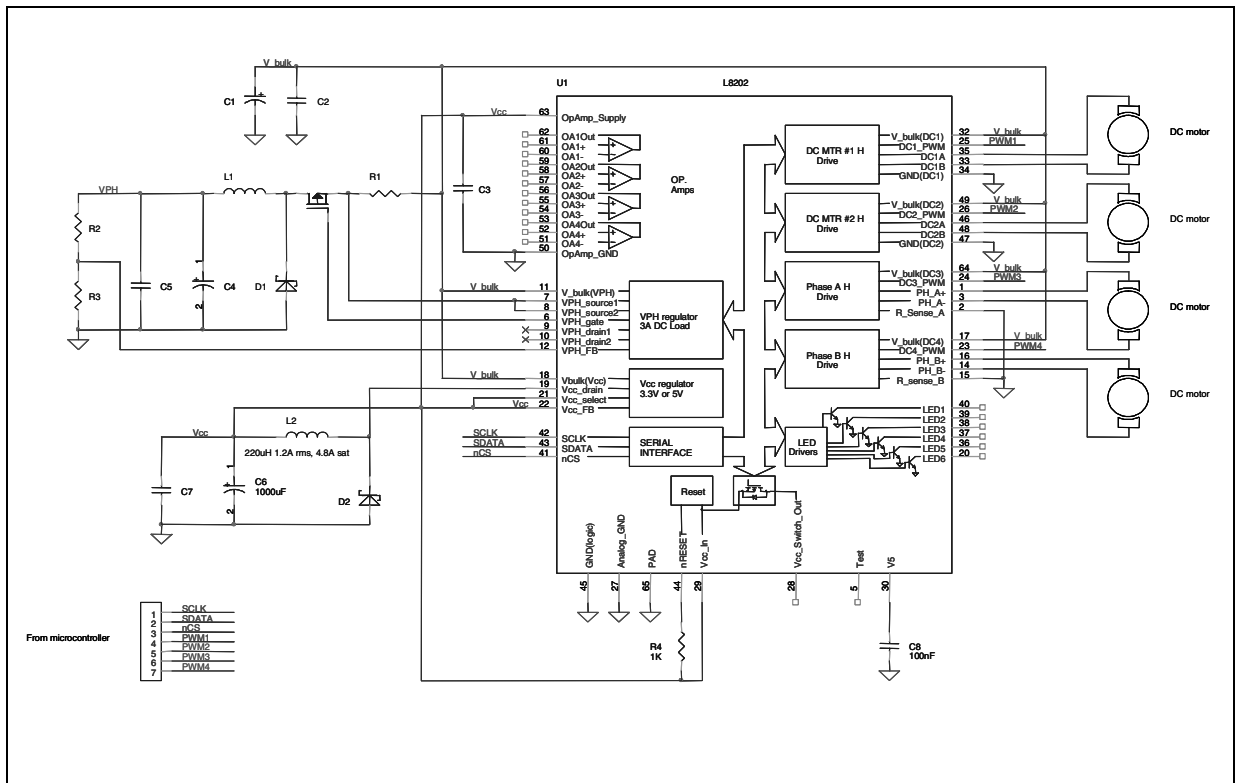 U1
L8202
V_bulk
C1
C2
Vcc
63
OpAmp_Supply
62
61
60
59
58
57
56
55
54
53
52
51
50
OA1Out
OA1+
OA1-
OA2Out
OA2+
OA2-
OA3Out
OA3+
OA3-
OA4Out
OA4+
OA4-
OpAmp_GND
OP.
Amps
C3
VPH
L1
R1
R2
R3
C5
1
C4
2
D1
V_bulk
11
7
8
6
9
10
12
V_bulk(VPH)
VPH_source1
VPH_source2
VPH_gate
VPH_drain1
VPH_drain2
VPH_FB
VPH regulator
3A DC Load
V_bulk
18
19
21
Vcc 22
Vbulk(Vcc)
Vcc_drain
Vcc_select
Vcc_FB
Vcc regulator
3.3V or 5V
SCLK 42
SDATA 43
nCS 41
SCLK
SDATA
nCS
SERIAL
INTERFACE
Vcc
L2
220uH 1.2A rms, 4.8A sat
C7
1
C6
1000uF
2
D2
DC MTR #1 H
Drive
V_bulk(DC1)
DC1_PWM
DC1A
DC1B
GND(DC1)
32 V_bulk
25 PWM1
35
33
34
DC motor
DC MTR #2 H
Drive
V_bulk(DC2)
DC2_PWM
DC2A
DC2B
GND(DC2)
49 V_bulk
26 PWM2
46
48
47
DC motor
Phase A H
Drive
V_bulk(DC3)
DC3_PWM
PH_A+
PH_A-
R_Sense_A
64 V_bulk
24 PWM3
1
3
2
DC motor
Phase B H
Drive
V_bulk(DC4)
DC4_PWM
PH_B+
PH_B-
R_sense_B
17 V_bulk
23 PWM4
16
14
15
DC motor
LED
Drivers
LED1
LED2
LED3
LED4
LED5
LED6
40
39
38
37
36
20
Reset
GND(logic)
Analog_GND
PAD
nRESET
Vcc_In
Vcc_Switch_Out
Test
V5
45
27
65
44
29
28
5
30
R4
1K
C8
100nF
From microcontroller
1 SCLK
2 SDATA
3 nCS
4 PWM1
5 PWM2
6 PWM3
7 PWM4